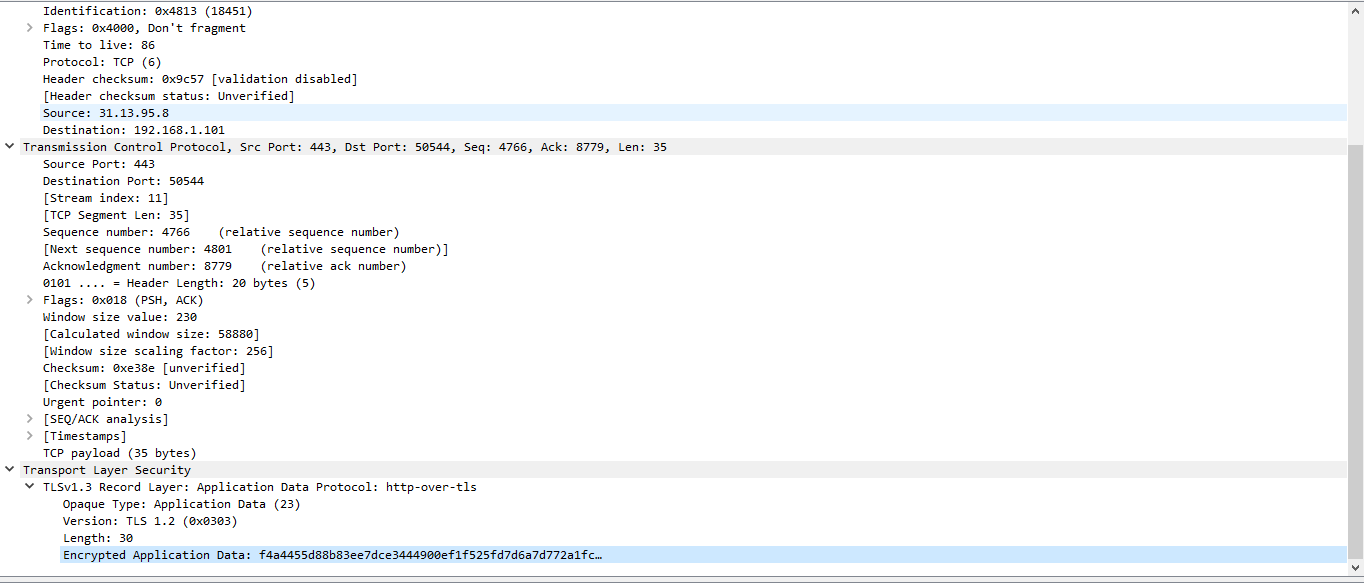 Identification: 0x4813 (18451)
Flags: 0x4000, Don't fragment
Time to live: 86
Protocol: TCP (6)
Header checksum: 0x9c57 [validation disabled]
[Header checksum status: Unverified]
Source: 31.13.95.8
Destination: 192.168.1.101
Transmission Control Protocol, Src Port: 443, Dst Port: 50544, Seq: 4766, Ack: 8779, Len: 35
Source Port: 443
Destination Port: 50544
[Stream index: 11]
[TCP Segment Len: 35]
Sequence number: 4766    (relative sequence number)
[Next sequence number: 4801    (relative sequence number)]
Acknowledgment number: 8779    (relative ack number)
0101 .... = Header Length: 20 bytes (5)
Flags: 0x018 (PSH, ACK)
Window size value: 230
[Calculated window size: 58880]
[Window size scaling factor: 256]
Checksum: 0xe38e [unverified]
[Checksum Status: Unverified]
Urgent pointer: 0
[SEQ/ACK analysis]
[Timestamps]
TCP payload (35 bytes)
Transport Layer Security
TLSv1.3 Record Layer: Application Data Protocol: http-over-tls
Opaque Type: Application Data (23)
Version: TLS 1.2 (0x0303)
Length: 30
Encrypted Application Data: f4a4455d88b83ee7dce3444900ef1f525fd7d6a7d772a1fc…